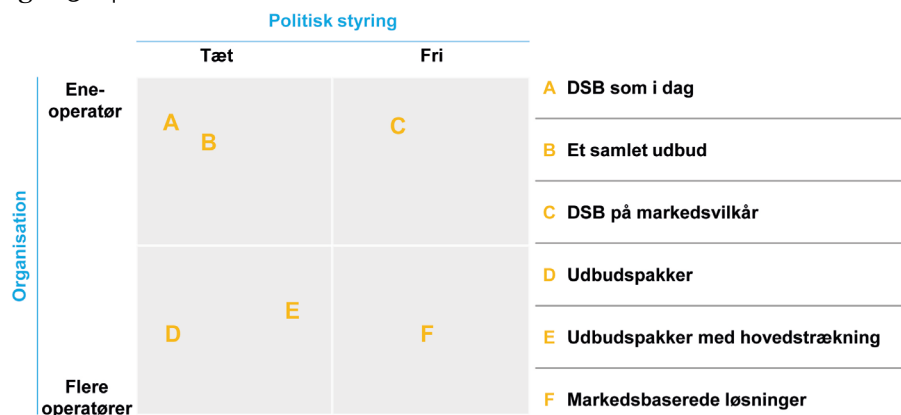 Politisk styring
Tæt
Fri
Organisation
Ene-
operatør
Flere
operatører
A
B
C
D
E
F
A DSB som i dag
B Et samlet udbud
C DSB på markedsvilkår
D Udbudspakker
E Udbudspakker med hovedstrækning
F Markedsbaserede løsninger